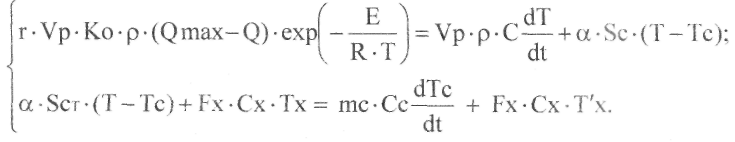 r·Vp·Ko·ρ·(Qmax−Q)·exp(−E/(R·T)) = Vp·ρ·C dT/dt + α·Sc·(T−Tc);
α·Scr·(T−Tc)+Fx·Cx·Tx = mc·Cc dTc/dt + Fx·Cx·T′x.